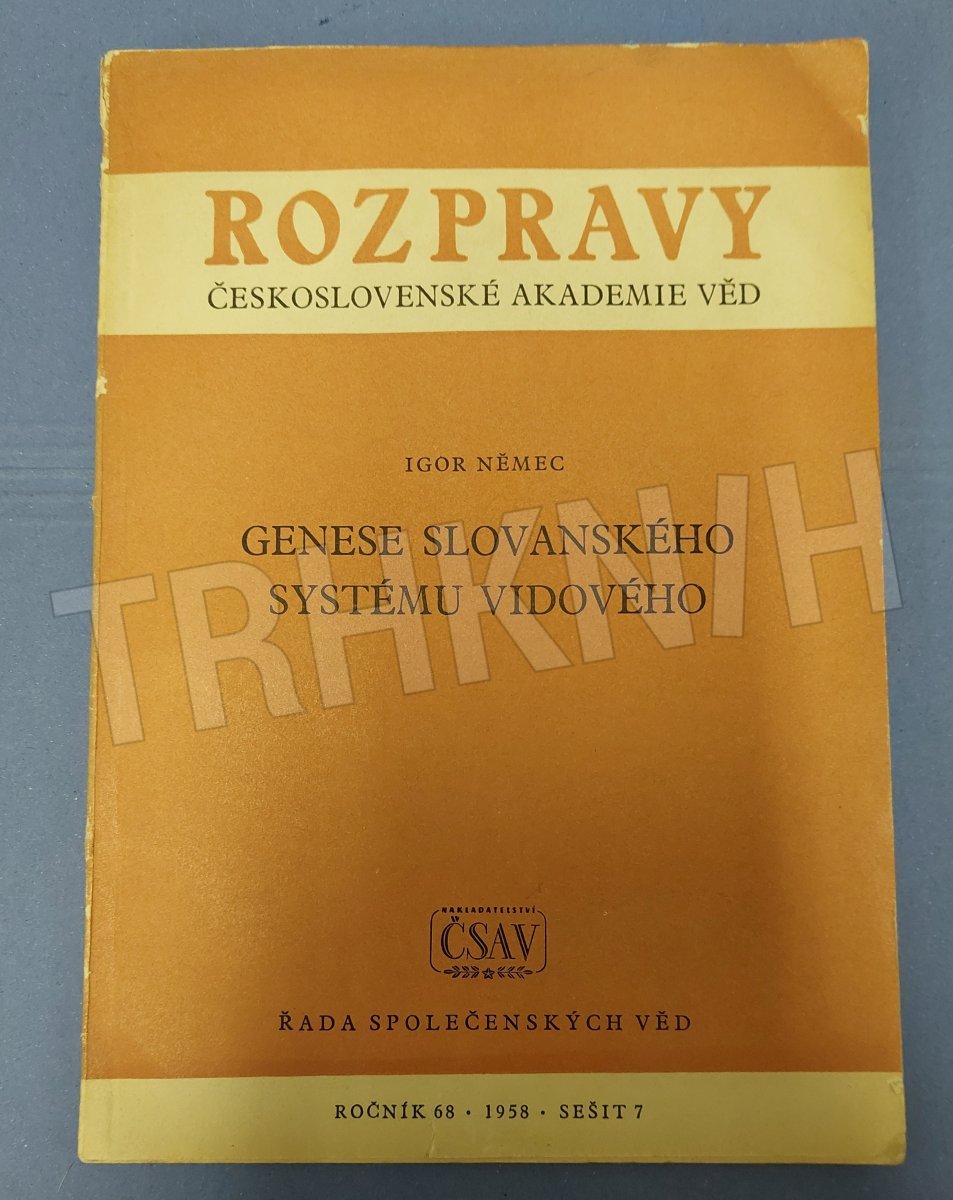 ROZPRAVY
ČESKOSLOVENSKÉ AKADEMIE VĚD
IGOR NĚMEC
GENESE SLOVANSKÉHO
SYSTÉMU VIDOVÉHO
TRHKNIH
NAKLADATELSTVÍ
ČSAV
ŘADA SPOLEČENSKÝCH VĚD
ROČNÍK 68 · 1958 · SEŠIT 7